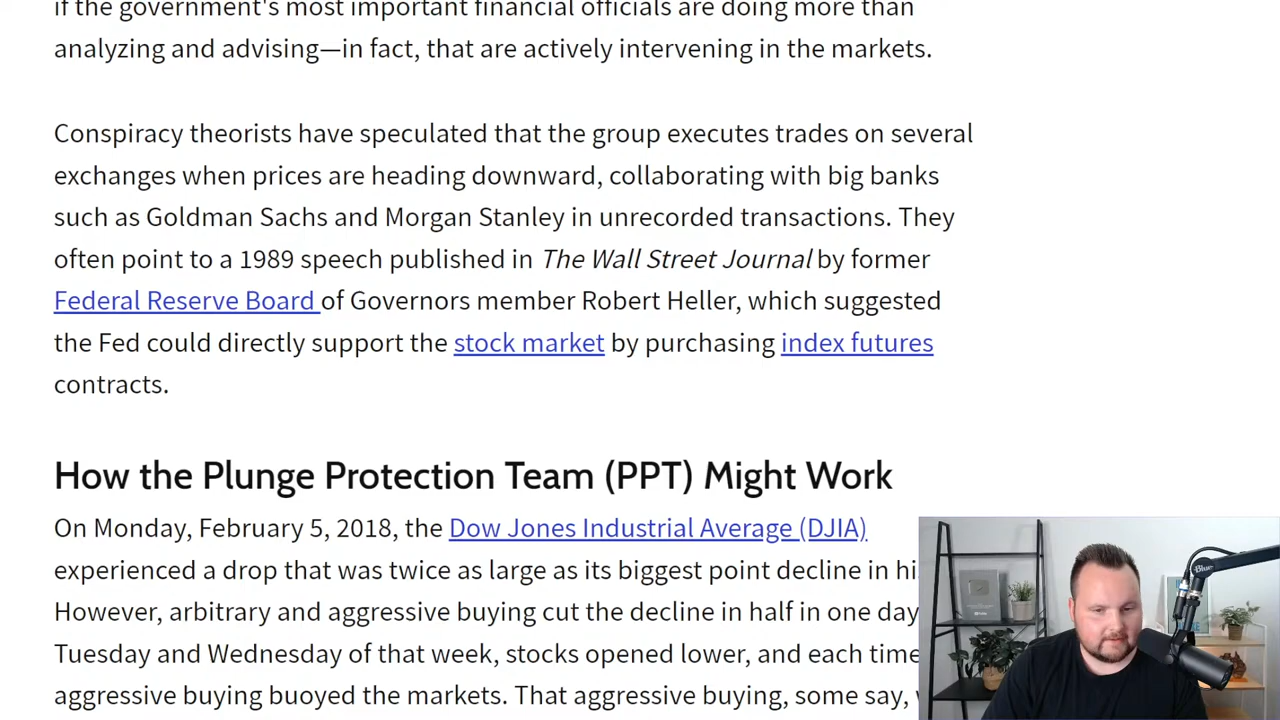 if the government's most important financial officials are doing more than
analyzing and advising—in fact, that are actively intervening in the markets.
Conspiracy theorists have speculated that the group executes trades on several
exchanges when prices are heading downward, collaborating with big banks
such as Goldman Sachs and Morgan Stanley in unrecorded transactions. They
often point to a 1989 speech published in The Wall Street Journal by former
Federal Reserve Board of Governors member Robert Heller, which suggested
the Fed could directly support the stock market by purchasing index futures
contracts.
How the Plunge Protection Team (PPT) Might Work
On Monday, February 5, 2018, the Dow Jones Industrial Average (DJIA)
experienced a drop that was twice as large as its biggest point decline in
However, arbitrary and aggressive buying cut the decline in half in one day
Tuesday and Wednesday of that week, stocks opened lower, and each time
aggressive buying buoyed the markets. That aggressive buying, some say,
Blue